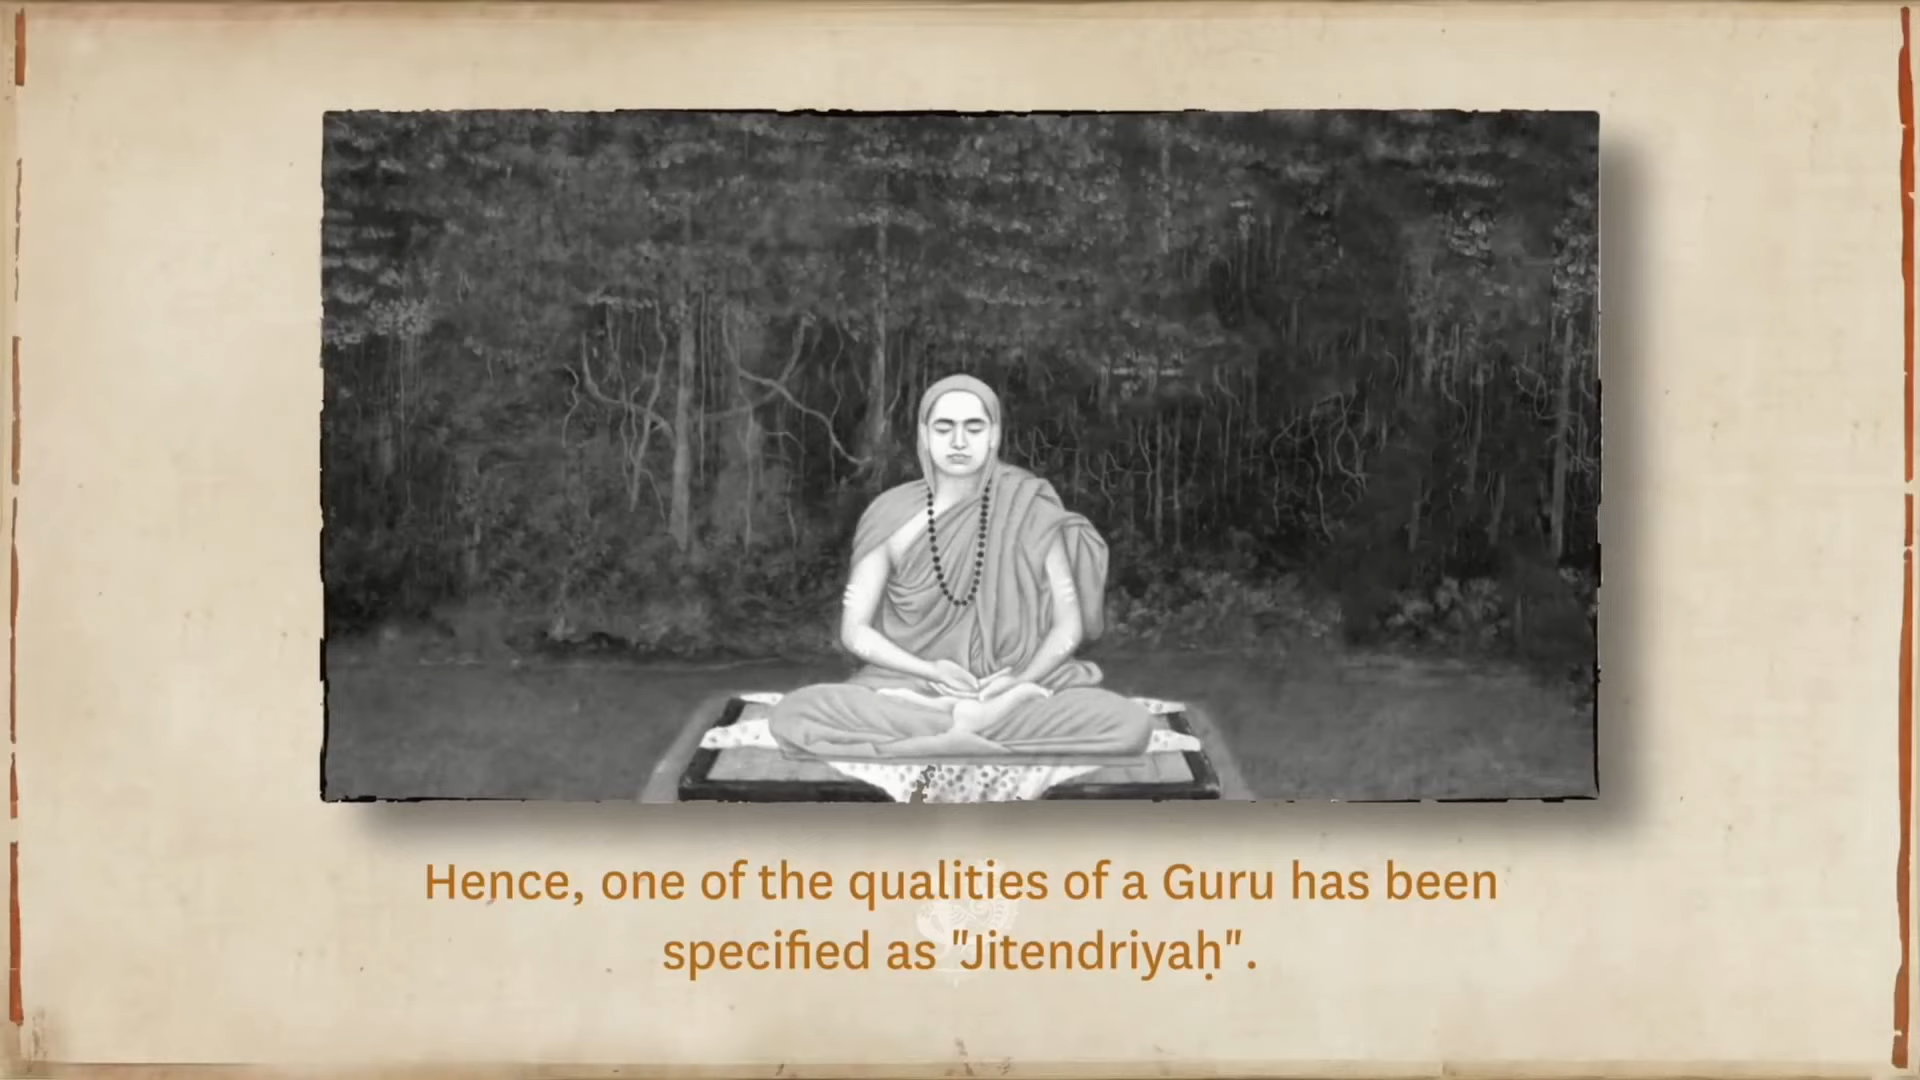 Hence, one of the qualities of a Guru has been
specified as "Jitendriyaḥ".